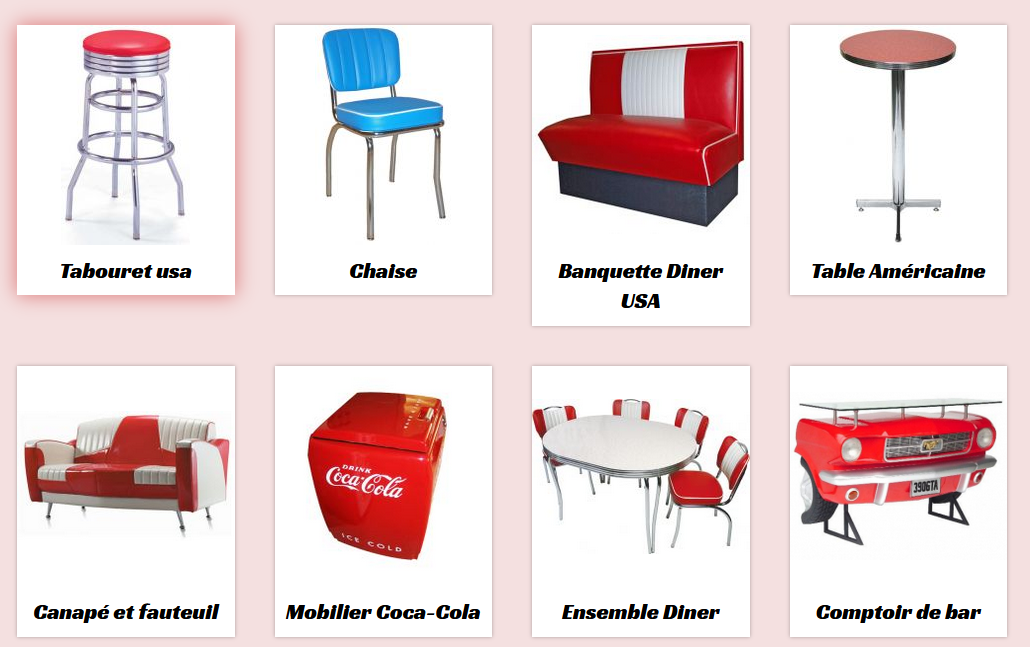 Tabouret usa
Chaise
Banquette Diner
USA
Table Américaine
DRINK
Coca-Cola
ICE COLD
390GTA
Canapé et fauteuil
Mobilier Coca-Cola
Ensemble Diner
Comptoir de bar